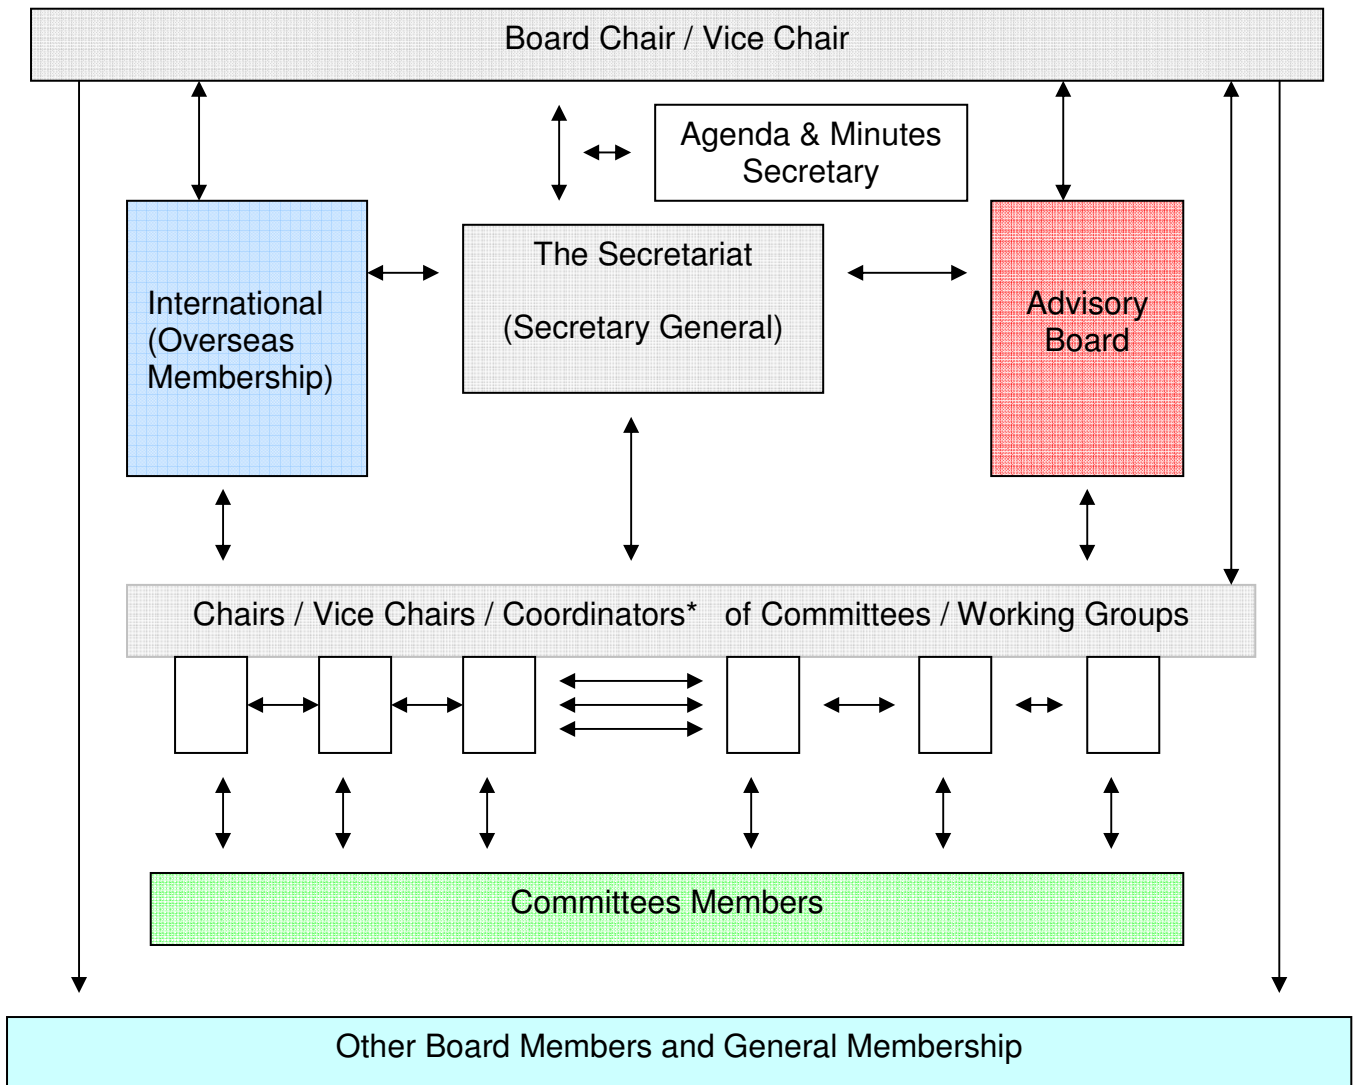 Board Chair / Vice Chair
Agenda & Minutes
Secretary
The Secretariat
(Secretary General)
International
(Overseas
Membership)
Advisory
Board
Chairs / Vice Chairs / Coordinators* of Committees / Working Groups
Committees Members
Other Board Members and General Membership